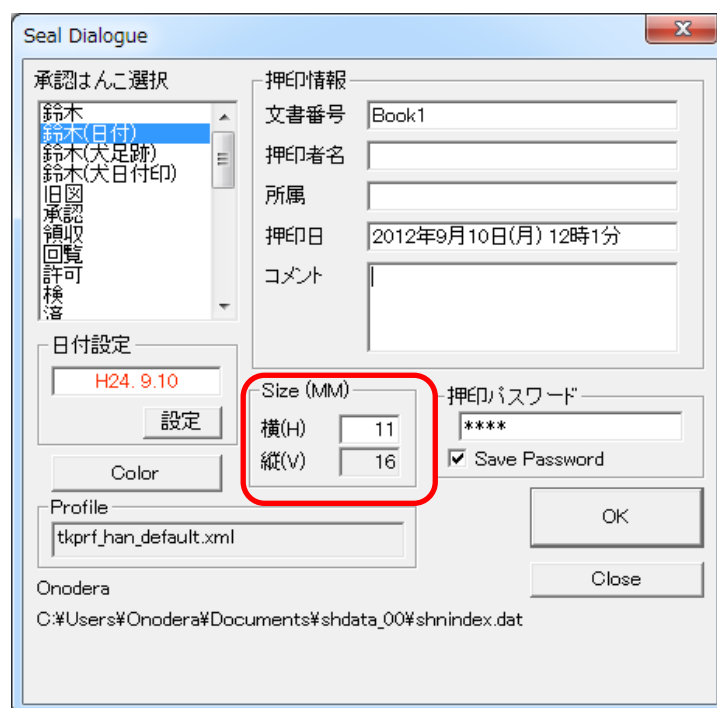 Seal Dialogue
承認はんこ選択
鈴木
鈴木(日付)
鈴木(犬足跡)
鈴木(犬日付印)
旧図
承認
領収
回覧
許可
検
済
押印情報
文書番号 Book1
押印者名
所属
押印日 2012年9月10日(月) 12時1分
コメント
日付設定
H24. 9.10
設定
Color
Size (MM)
横(H) 11
縦(V) 16
押印パスワード
****
Save Password
Profile
tkprf_han_default.xml
OK
Close
Onodera
C:¥Users¥Onodera¥Documents¥shdata_00¥shnindex.dat